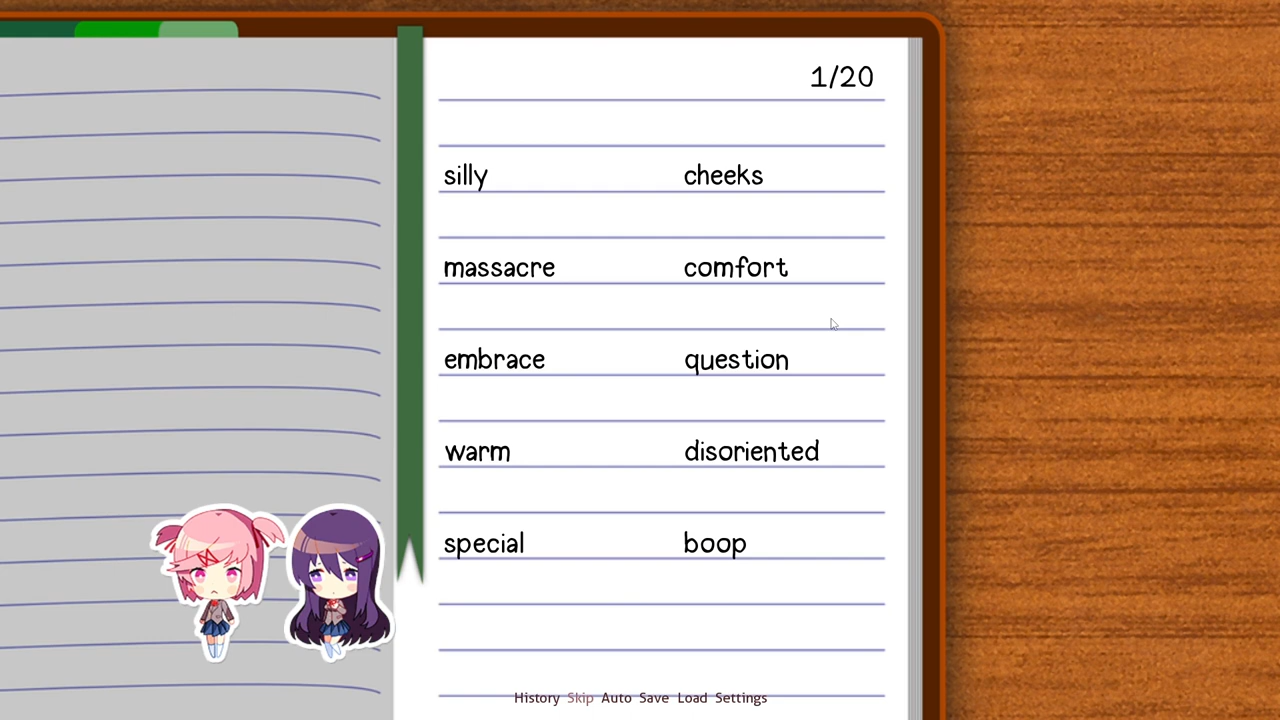 1/20
silly cheeks
massacre comfort
embrace question
warm disoriented
special boop
History Skip Auto Save Load Settings